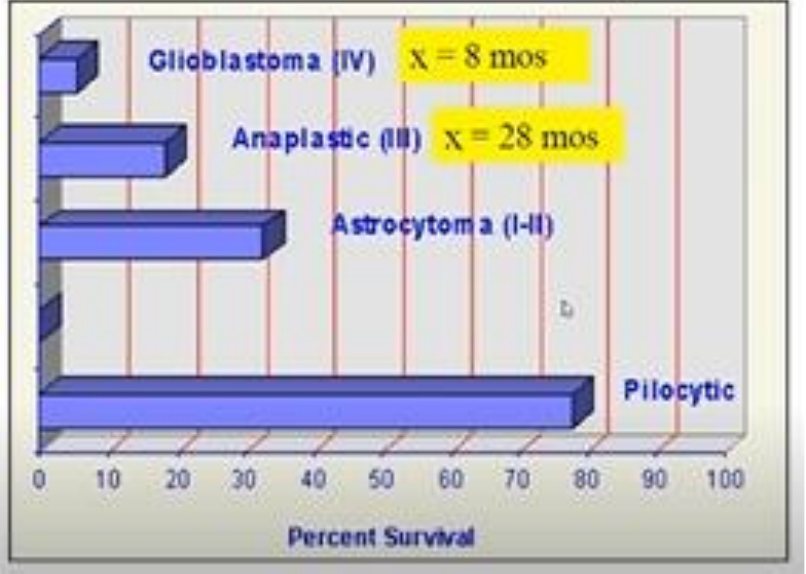 Glioblastoma (IV) x = 8 mos
Anaplastic (III) x = 28 mos
Astrocytoma (I-II)
Pilocytic
0 10 20 30 40 50 60 70 80 90 100
Percent Survival